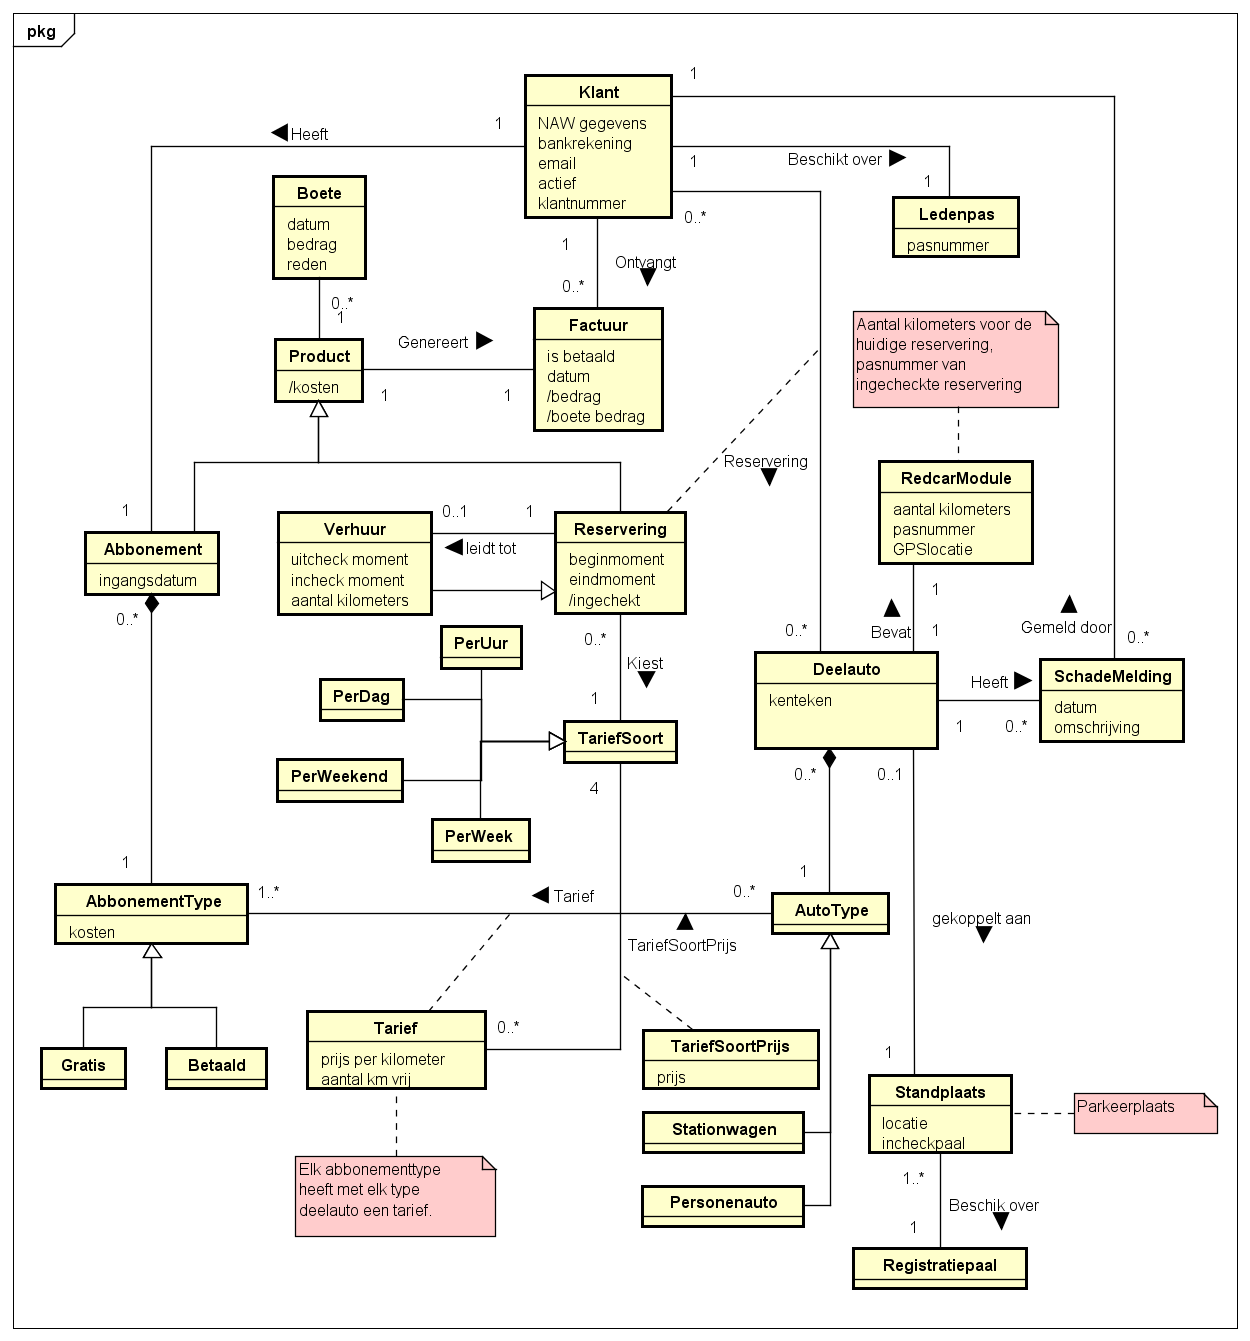 pkg
Klant
NAW gegevens
bankrekening
email
actief
klantnummer
1
1
Heeft
1
Beschikt over
1
1
Ledenpas
pasnummer
Boete
datum
bedrag
reden
0..*
1
Ontvangt
0..*
0..*
1
Product
/kosten
Genereert
1
1
Factuur
is betaald
datum
/bedrag
/boete bedrag
Aantal kilometers voor de
huidige reservering,
pasnummer van
ingecheckte reservering
Reservering
RedcarModule
aantal kilometers
pasnummer
GPSlocatie
1
Abbonement
ingangsdatum
0..*
Verhuur
uitcheck moment
incheck moment
aantal kilometers
0..1
1
leidt tot
Reservering
beginmoment
eindmoment
/ingechekt
1
Bevat
1
Gemeld door
0..*
0..*
0..*
Kiest
1
PerUur
PerDag
PerWeekend
PerWeek
TariefSoort
4
Deelauto
kenteken
Heeft
1
0..*
SchadeMelding
datum
omschrijving
0..*
0..1
1
AbbonementType
kosten
1..*
Tarief
0..*
1
AutoType
TariefSoortPrijs
gekoppelt aan
Gratis
Betaald
Tarief
prijs per kilometer
aantal km vrij
0..*
TariefSoortPrijs
prijs
1
Standplaats
locatie
incheckpaal
Parkeerplaats
Stationwagen
Personenauto
Elk abbonementtype
heeft met elk type
deelauto een tarief.
1..*
Beschik over
1
Registratiepaal